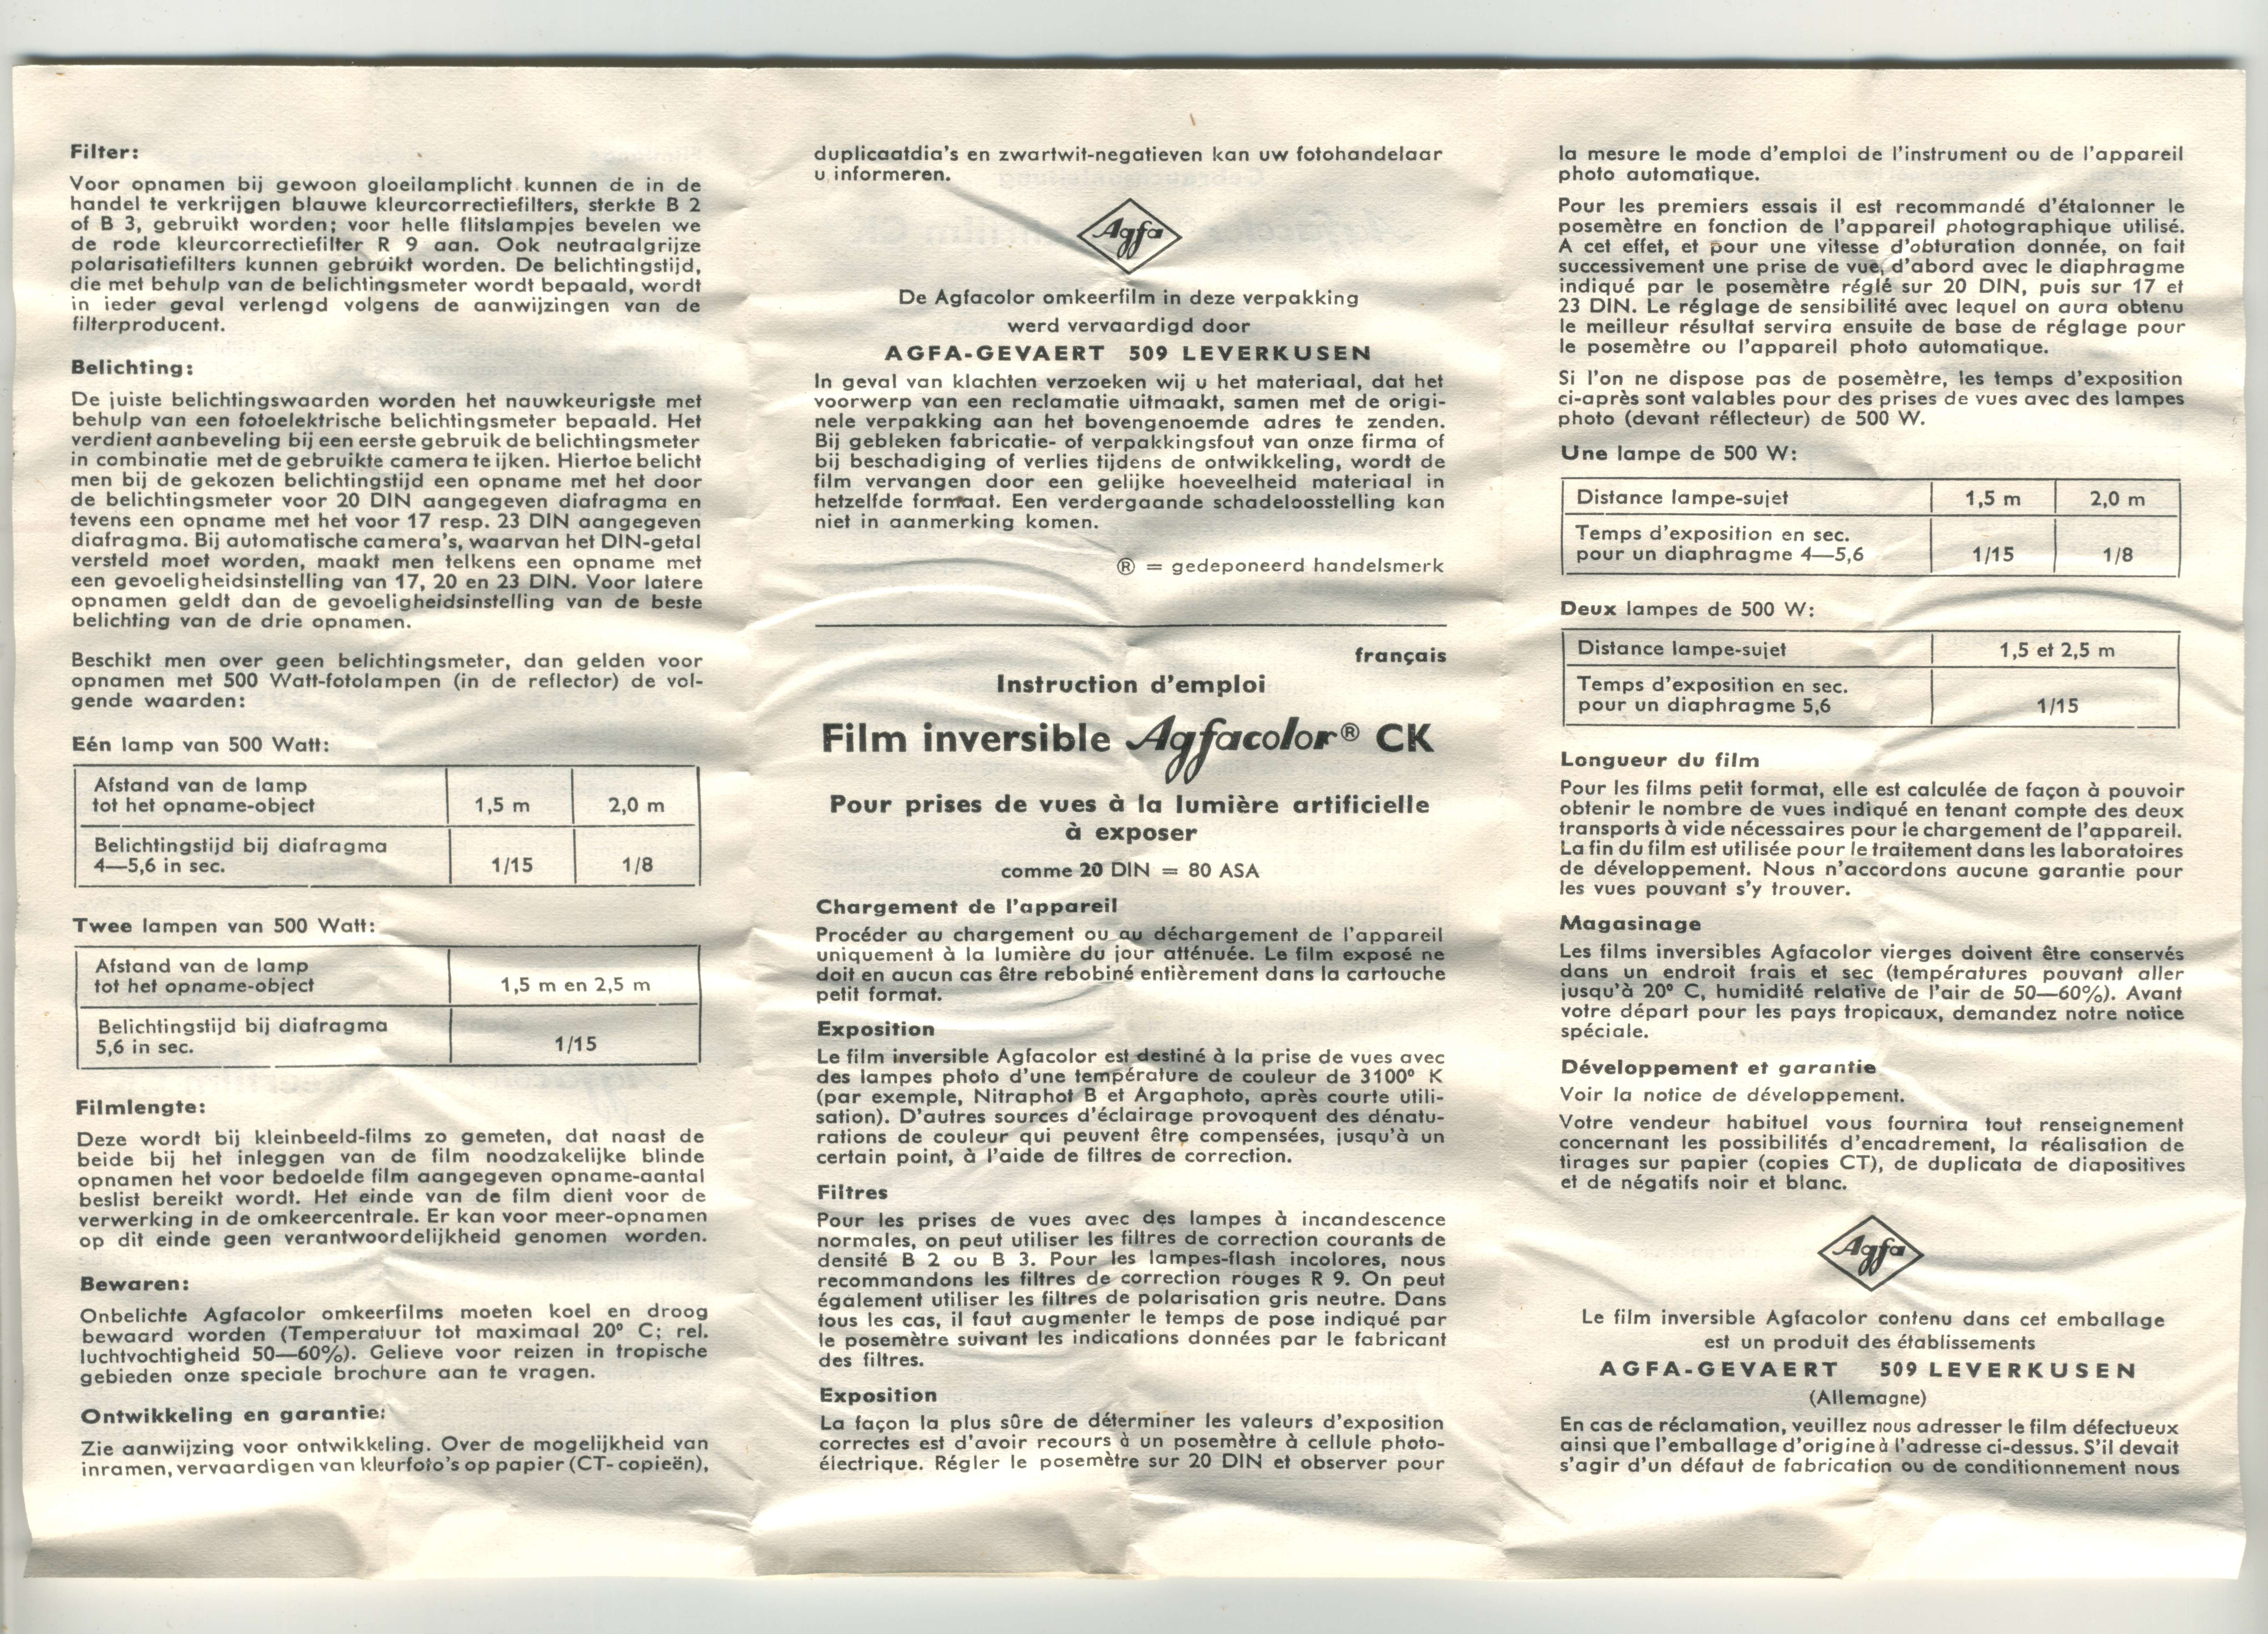 Filter:
Voor opnamen bij gewoon gloeilamplicht kunnen de in de
handel te verkrijgen blauwe kleurcorrectiefilters, sterkte B 2
of B 3, gebruikt worden; voor helle flitslampjes bevelen we
de rode kleurcorrectiefilter R 9 aan. Ook neutraalgrijze
polarisatiefilters kunnen gebruikt worden. De belichtingstijd,
die met behulp van de belichtingsmeter wordt bepaald, wordt
in ieder geval verlengd volgens de aanwijzingen van de
filterproducent.
Belichting:
De juiste belichtingswaarden worden het nauwkeurigste met
behulp van een fotoelektrische belichtingsmeter bepaald. Het
verdient aanbeveling bij een eerste gebruik de belichtingsmeter
in combinatie met de gebruikte camera te ijken. Hiertoe belicht
men bij de gekozen belichtingstijd een opname met het door
de belichtingsmeter voor 20 DIN aangegeven diafragma en
tevens een opname met het voor 17 resp. 23 DIN aangegeven
diafragma. Bij automatische camera's, waarvan het DIN-getal
versteld moet worden, maakt men telkens een opname met
een gevoeligheidsinstelling van 17, 20 en 23 DIN. Voor latere
opnamen geldt dan de gevoeligheidsinstelling van de beste
belichting van de drie opnamen.
Beschikt men over geen belichtingsmeter, dan gelden voor
opnamen met 500 Watt-fotolampen (in de reflector) de vol-
gende waarden:
Eén lamp van 500 Watt:
Afstand van de lamp
tot het opname-object 1,5 m 2,0 m
Belichtingstijd bij diafragma
4—5,6 in sec. 1/15 1/8
Twee lampen van 500 Watt:
Afstand van de lamp
tot het opname-object 1,5 m en 2,5 m
Belichtingstijd bij diafragma
5,6 in sec. 1/15
Filmlengte:
Deze wordt bij kleinbeeld-films zo gemeten, dat naast de
beide bij het inleggen van de film noodzakelijke blinde
opnamen het voor bedoelde film aangegeven opname-aantal
beslist bereikt wordt. Het einde van de film dient voor de
verwerking in de omkeercentrale. Er kan voor meer-opnamen
op dit einde geen verantwoordelijkheid genomen worden.
Bewaren:
Onbelichte Agfacolor omkeerfilms moeten koel en droog
bewaard worden (Temperatuur tot maximaal 20° C; rel.
luchtvochtigheid 50—60%). Gelieve voor reizen in tropische
gebieden onze speciale brochure aan te vragen.
Ontwikkeling en garantie:
Zie aanwijzing voor ontwikkeling. Over de mogelijkheid van
inramen, vervaardigen van kleurfoto's op papier (CT-copieën),
duplicaatdia's en zwartwit-negatieven kan uw fotohandelaar
u informeren.
Agfa
De Agfacolor omkeerfilm in deze verpakking
werd vervaardigd door
AGFA-GEVAERT 509 LEVERKUSEN
In geval van klachten verzoeken wij u het materiaal, dat het
voorwerp van een reclamatie uitmaakt, samen met de origi-
nele verpakking aan het bovengenoemde adres te zenden.
Bij gebleken fabricatie- of verpakkingsfout van onze firma of
bij beschadiging of verlies tijdens de ontwikkeling, wordt de
film vervangen door een gelijke hoeveelheid materiaal in
hetzelfde formaat. Een verdergaande schadeloosstelling kan
niet in aanmerking komen.
® = gedeponeerd handelsmerk
français
Instruction d'emploi
Film inversible Agfacolor® CK
Pour prises de vues à la lumière artificielle
à exposer
comme 20 DIN = 80 ASA
Chargement de l'appareil
Procéder au chargement ou au déchargement de l'appareil
uniquement à la lumière du jour atténuée. Le film exposé ne
doit en aucun cas être rebobiné entièrement dans la cartouche
petit format.
Exposition
Le film inversible Agfacolor est destiné à la prise de vues avec
des lampes photo d'une température de couleur de 3100° K
(par exemple, Nitraphot B et Argaphoto, après courte utili-
sation). D'autres sources d'éclairage provoquent des dénatu-
rations de couleur qui peuvent être compensées, jusqu'à un
certain point, à l'aide de filtres de correction.
Filtres
Pour les prises de vues avec des lampes à incandescence
normales, on peut utiliser les filtres de correction courants de
densité B 2 ou B 3. Pour les lampes-flash incolores, nous
recommandons les filtres de correction rouges R 9. On peut
également utiliser les filtres de polarisation gris neutre. Dans
tous les cas, il faut augmenter le temps de pose indiqué par
le posemètre suivant les indications données par le fabricant
des filtres.
Exposition
La façon la plus sûre de déterminer les valeurs d'exposition
correctes est d'avoir recours à un posemètre à cellule photo-
électrique. Régler le posemètre sur 20 DIN et observer pour
la mesure le mode d'emploi de l'instrument ou de l'appareil
photo automatique.
Pour les premiers essais il est recommandé d'étalonner le
posemètre en fonction de l'appareil photographique utilisé.
A cet effet, et pour une vitesse d'obturation donnée, on fait
successivement une prise de vue, d'abord avec le diaphragme
indiqué par le posemètre réglé sur 20 DIN, puis sur 17 et
23 DIN. Le réglage de sensibilité avec lequel on aura obtenu
le meilleur résultat servira ensuite de base de réglage pour
le posemètre ou l'appareil photo automatique.
Si l'on ne dispose pas de posemètre, les temps d'exposition
ci-après sont valables pour des prises de vues avec des lampes
photo (devant réflecteur) de 500 W.
Une lampe de 500 W:
Distance lampe-sujet 1,5 m 2,0 m
Temps d'exposition en sec.
pour un diaphragme 4—5,6 1/15 1/8
Deux lampes de 500 W:
Distance lampe-sujet 1,5 et 2,5 m
Temps d'exposition en sec.
pour un diaphragme 5,6 1/15
Longueur du film
Pour les films petit format, elle est calculée de façon à pouvoir
obtenir le nombre de vues indiqué en tenant compte des deux
transports à vide nécessaires pour le chargement de l'appareil.
La fin du film est utilisée pour le traitement dans les laboratoires
de développement. Nous n'accordons aucune garantie pour
les vues pouvant s'y trouver.
Magasinage
Les films inversibles Agfacolor vierges doivent être conservés
dans un endroit frais et sec (températures pouvant aller
jusqu'à 20° C, humidité relative de l'air de 50—60%). Avant
votre départ pour les pays tropicaux, demandez notre notice
spéciale.
Développement et garantie
Voir la notice de développement.
Votre vendeur habituel vous fournira tout renseignement
concernant les possibilités d'encadrement, la réalisation de
tirages sur papier (copies CT), de duplicata de diapositives
et de négatifs noir et blanc.
Agfa
Le film inversible Agfacolor contenu dans cet emballage
est un produit des établissements
AGFA-GEVAERT 509 LEVERKUSEN
(Allemagne)
En cas de réclamation, veuillez nous adresser le film défectueux
ainsi que l'emballage d'origine à l'adresse ci-dessus. S'il devait
s'agir d'un défaut de fabrication ou de conditionnement nous